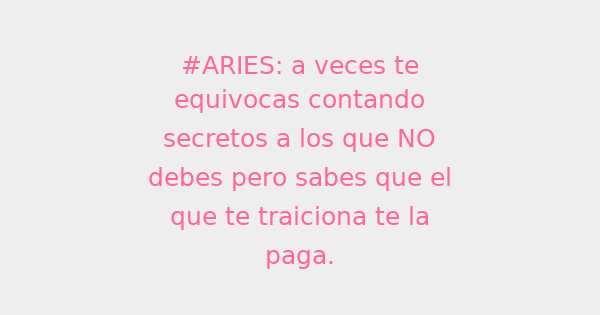 #ARIES: a veces te
equivocas contando
secretos a los que NO
debes pero sabes que el
que te traiciona te la
paga.